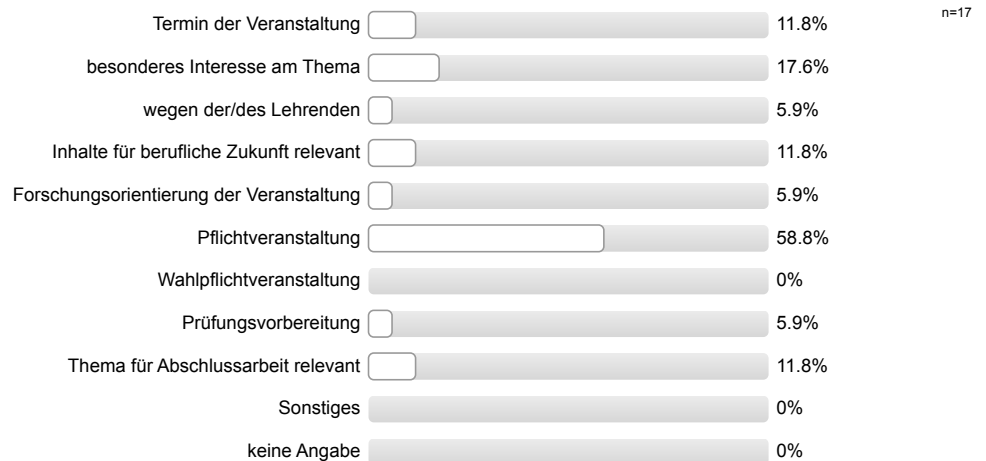 Termin der Veranstaltung 11.8% n=17
besonderes Interesse am Thema 17.6%
wegen der/des Lehrenden 5.9%
Inhalte für berufliche Zukunft relevant 11.8%
Forschungsorientierung der Veranstaltung 5.9%
Pflichtveranstaltung 58.8%
Wahlpflichtveranstaltung 0%
Prüfungsvorbereitung 5.9%
Thema für Abschlussarbeit relevant 11.8%
Sonstiges 0%
keine Angabe 0%